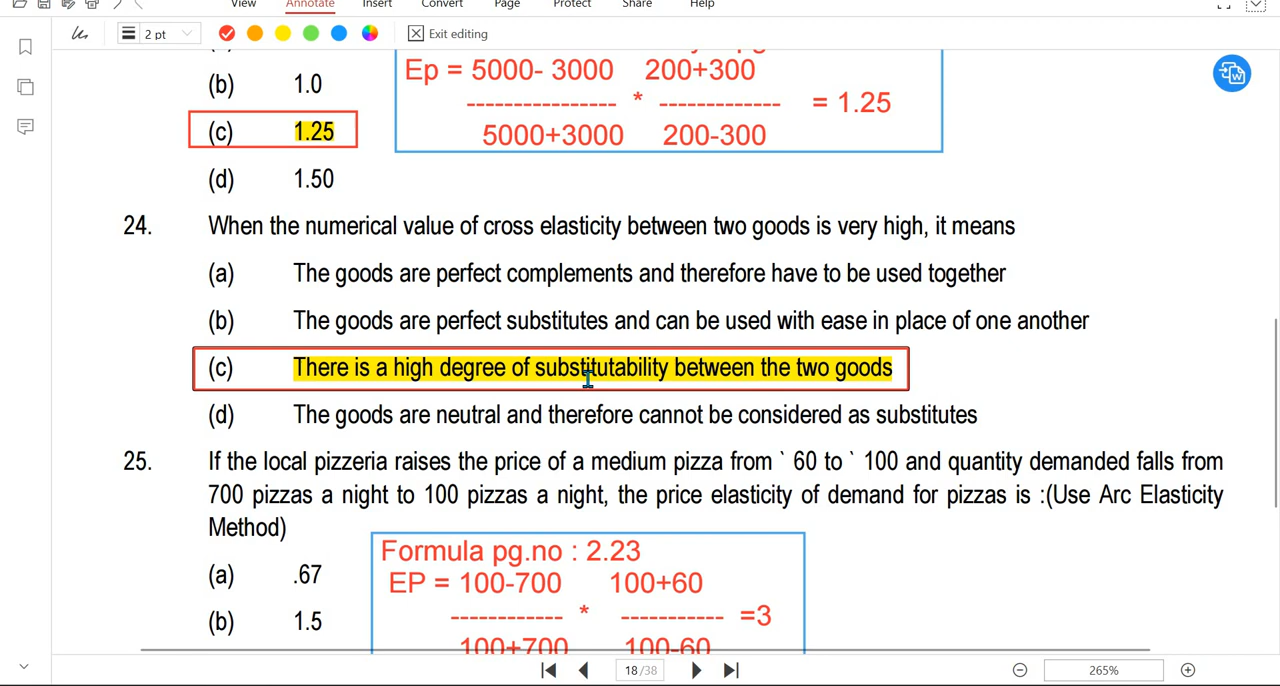 View Annotate Insert Convert Page Protect Share Help
2 pt Exit editing
Ep = 5000- 3000 200+300
---------------- * ------------- = 1.25
5000+3000 200-300
(b) 1.0
(c) 1.25
(d) 1.50
24. When the numerical value of cross elasticity between two goods is very high, it means
(a) The goods are perfect complements and therefore have to be used together
(b) The goods are perfect substitutes and can be used with ease in place of one another
(c) There is a high degree of substitutability between the two goods
(d) The goods are neutral and therefore cannot be considered as substitutes
25. If the local pizzeria raises the price of a medium pizza from ` 60 to ` 100 and quantity demanded falls from
700 pizzas a night to 100 pizzas a night, the price elasticity of demand for pizzas is :(Use Arc Elasticity
Method)
Formula pg.no : 2.23
(a) .67
EP = 100-700 100+60
------------ * ----------- =3
100+700 100-60
(b) 1.5
18/38
265%